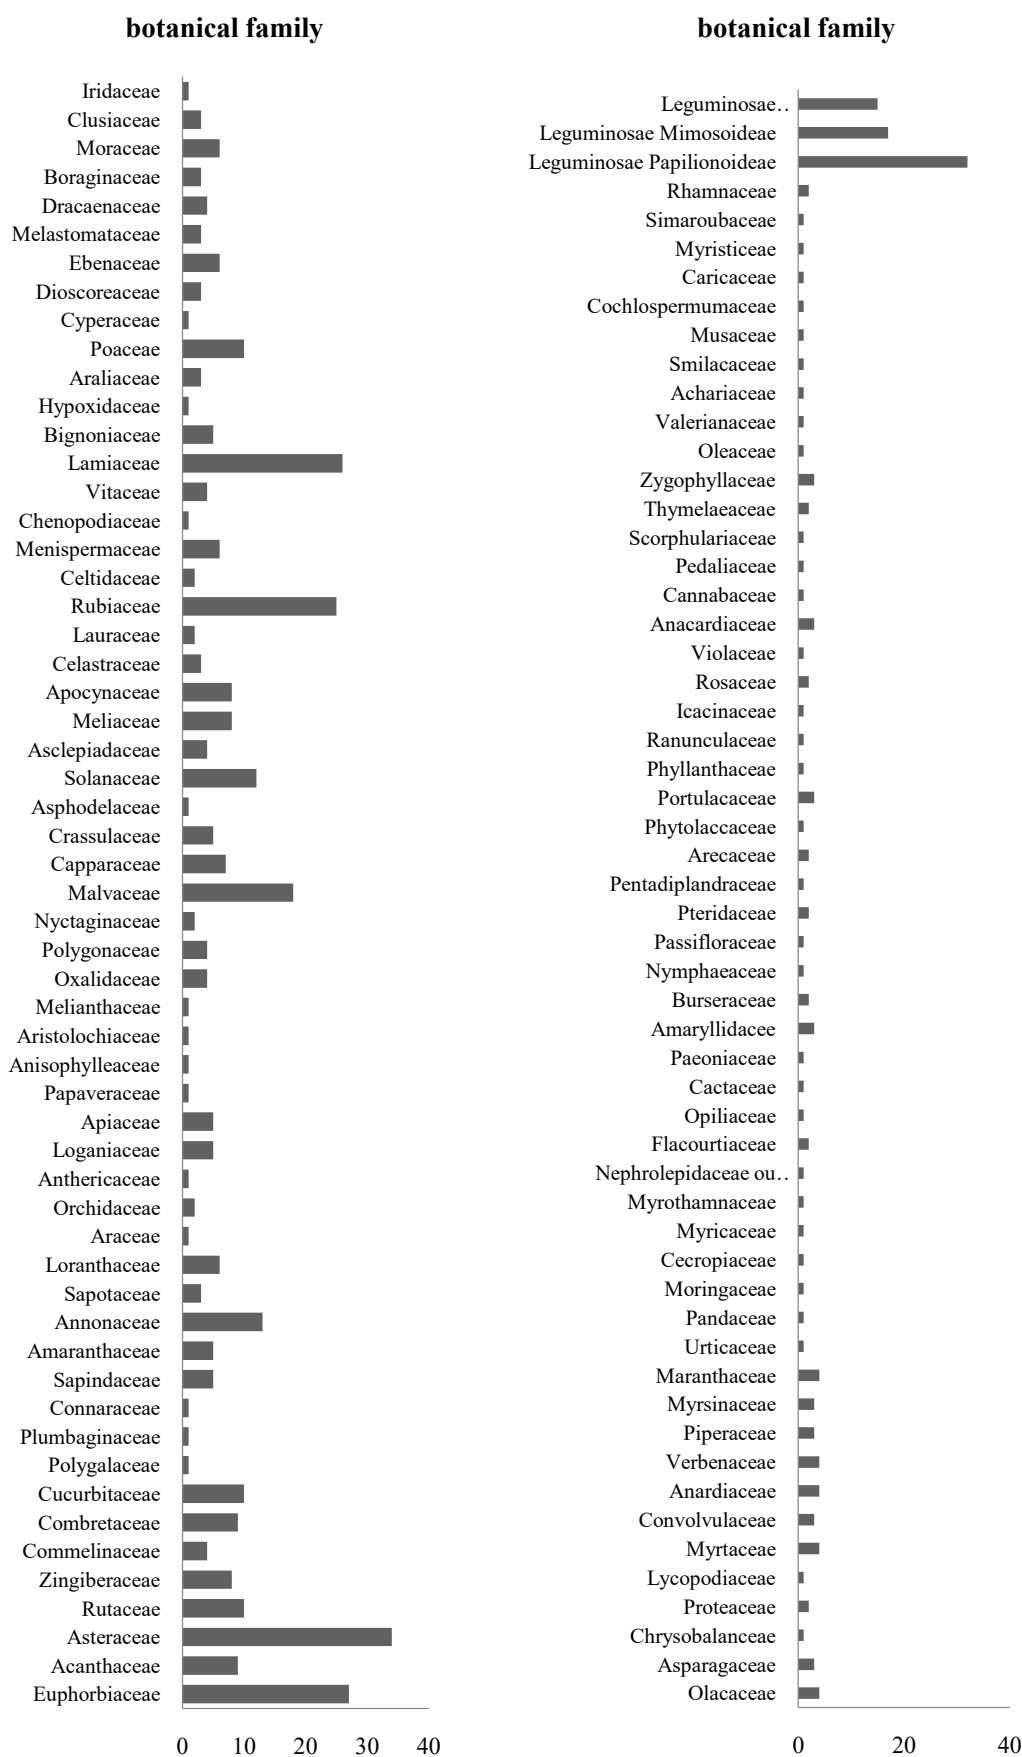 botanical family
Iridaceae
Clusiaceae
Moraceae
Boraginaceae
Dracaenaceae
Melastomataceae
Ebenaceae
Dioscoreaceae
Cyperaceae
Poaceae
Araliaceae
Hypoxidaceae
Bignoniaceae
Lamiaceae
Vitaceae
Chenopodiaceae
Menispermaceae
Celtidaceae
Rubiaceae
Lauraceae
Celastraceae
Apocynaceae
Meliaceae
Asclepiadaceae
Solanaceae
Asphodelaceae
Crassulaceae
Capparaceae
Malvaceae
Nyctaginaceae
Polygonaceae
Oxalidaceae
Melianthaceae
Aristolochiaceae
Anisophylleaceae
Papaveraceae
Apiaceae
Loganiaceae
Anthericaceae
Orchidaceae
Araceae
Loranthaceae
Sapotaceae
Annonaceae
Amaranthaceae
Sapindaceae
Connaraceae
Plumbaginaceae
Polygalaceae
Cucurbitaceae
Combretaceae
Commelinaceae
Zingiberaceae
Rutaceae
Asteraceae
Acanthaceae
Euphorbiaceae
0 10 20 30 40
botanical family
Leguminosae..
Leguminosae Mimosoideae
Leguminosae Papilionoideae
Rhamnaceae
Simaroubaceae
Myristiceae
Caricaceae
Cochlospermumaceae
Musaceae
Smilacaceae
Achariaceae
Valerianaceae
Oleaceae
Zygophyllaceae
Thymelaeaceae
Scorphulariaceae
Pedaliaceae
Cannabaceae
Anacardiaceae
Violaceae
Rosaceae
Icacinaceae
Ranunculaceae
Phyllanthaceae
Portulacaceae
Phytolaccaceae
Arecaceae
Pentadiplandraceae
Pteridaceae
Passifloraceae
Nymphaeaceae
Burseraceae
Amaryllidacee
Paeoniaceae
Cactaceae
Opiliaceae
Flacourtiaceae
Nephrolepidaceae ou..
Myrothamnaceae
Myricaceae
Cecropiaceae
Moringaceae
Pandaceae
Urticaceae
Maranthaceae
Myrsinaceae
Piperaceae
Verbenaceae
Anardiaceae
Convolvulaceae
Myrtaceae
Lycopodiaceae
Proteaceae
Chrysobalanceae
Asparagaceae
Olacaceae
0 20 40